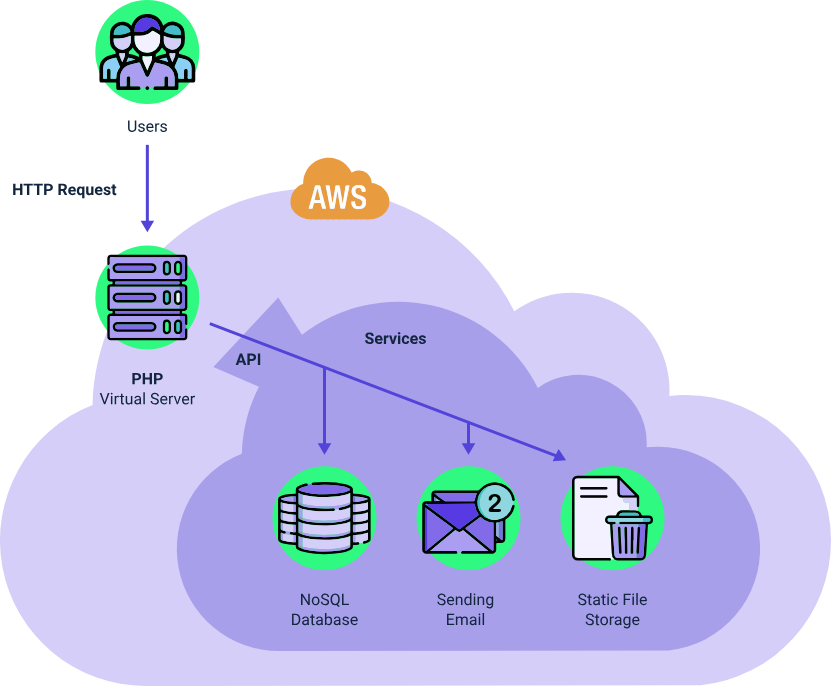 Users
HTTP Request
AWS
Services
API
PHP
Virtual Server
2
NoSQL
Database
Sending
Email
Static File
Storage